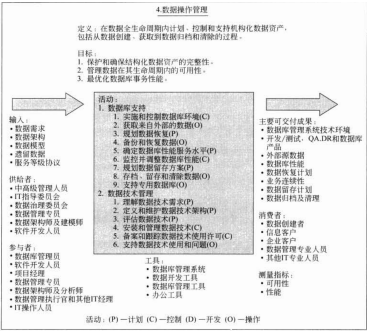 4.数据操作管理
定义：在数据全生命周期内计划、控制和支持机构化数据资产，
包括从数据创建、获取到数据归档和清除的过程。
目标：
1. 保护和确保结构化数据资产的完整性。
2. 管理数据在其生命周期内的可用性。
3. 最优化数据库事务性能。
输入：
• 数据需求
• 数据架构
• 数据模型
• 遗留数据
• 服务等级协议
供给者：
• 中高级管理人员
• IT指导委员会
• 数据治理委员会
• 数据管理专员
• 数据架构师及建模师
• 软件开发人员
参与者：
• 数据库管理员
• 软件开发人员
• 项目经理
• 数据管理专员
• 数据架构师及分析师
• 数据管理执行官和其他IT经理
• IT操作人员
活动：
1. 数据库支持
1. 实施和控制数据库环境(C)
2. 获取来自外部的数据(O)
3. 规划数据恢复(P)
4. 备份和恢复数据(O)
5. 确定数据库性能服务水平(P)
6. 监控并调整数据库性能(C)
7. 规划数据留存方案(P)
8. 存档、留存和清除数据(O)
9. 支持专用数据库(O)
2. 数据技术管理
1. 理解数据技术需求(P)
2. 定义和维护数据技术架构(P)
3. 评估数据技术(P)
4. 安装和管理数据技术(C)
5. 备案和跟踪数据技术使用许可(C)
6. 支持数据技术使用和问题(O)
工具：
• 数据库管理系统
• 数据开发工具
• 数据库管理工具
• 办公工具
主要可交付成果：
• 数据库管理系统技术环境
• 开发/测试、QA,DR和数据库
产品
• 外部源数据
• 数据库性能
• 数据恢复计划
• 业务连续性
• 数据留存计划
• 数据归档及清除
消费者：
• 数据创建者
• 信息客户
• 企业客户
• 数据管理专业人员
• 其他IT专业人员
测量指标：
• 可用性
• 性能
活动：(P) —计划 (C) —控制 (D) —开发 (O) —操作